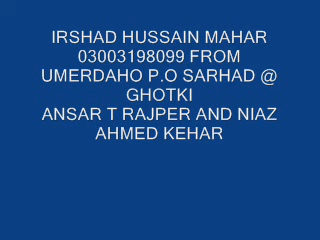 IRSHAD HUSSAIN MAHAR
03003198099 FROM
UMERDAHO P.O SARHAD @
GHOTKI
ANSAR T RAJPER AND NIAZ
AHMED KEHAR